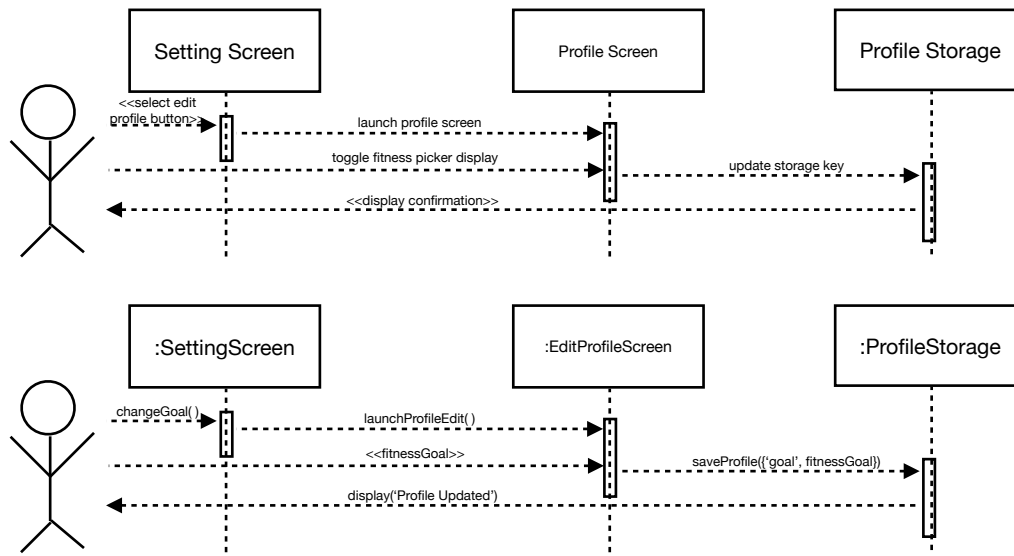 Setting Screen
Profile Screen
Profile Storage
<<select edit
profile button>>
launch profile screen
toggle fitness picker display
update storage key
<<display confirmation>>
:SettingScreen
:EditProfileScreen
:ProfileStorage
changeGoal( )
launchProfileEdit( )
<<fitnessGoal>>
saveProfile({‘goal’, fitnessGoal})
display(‘Profile Updated’)